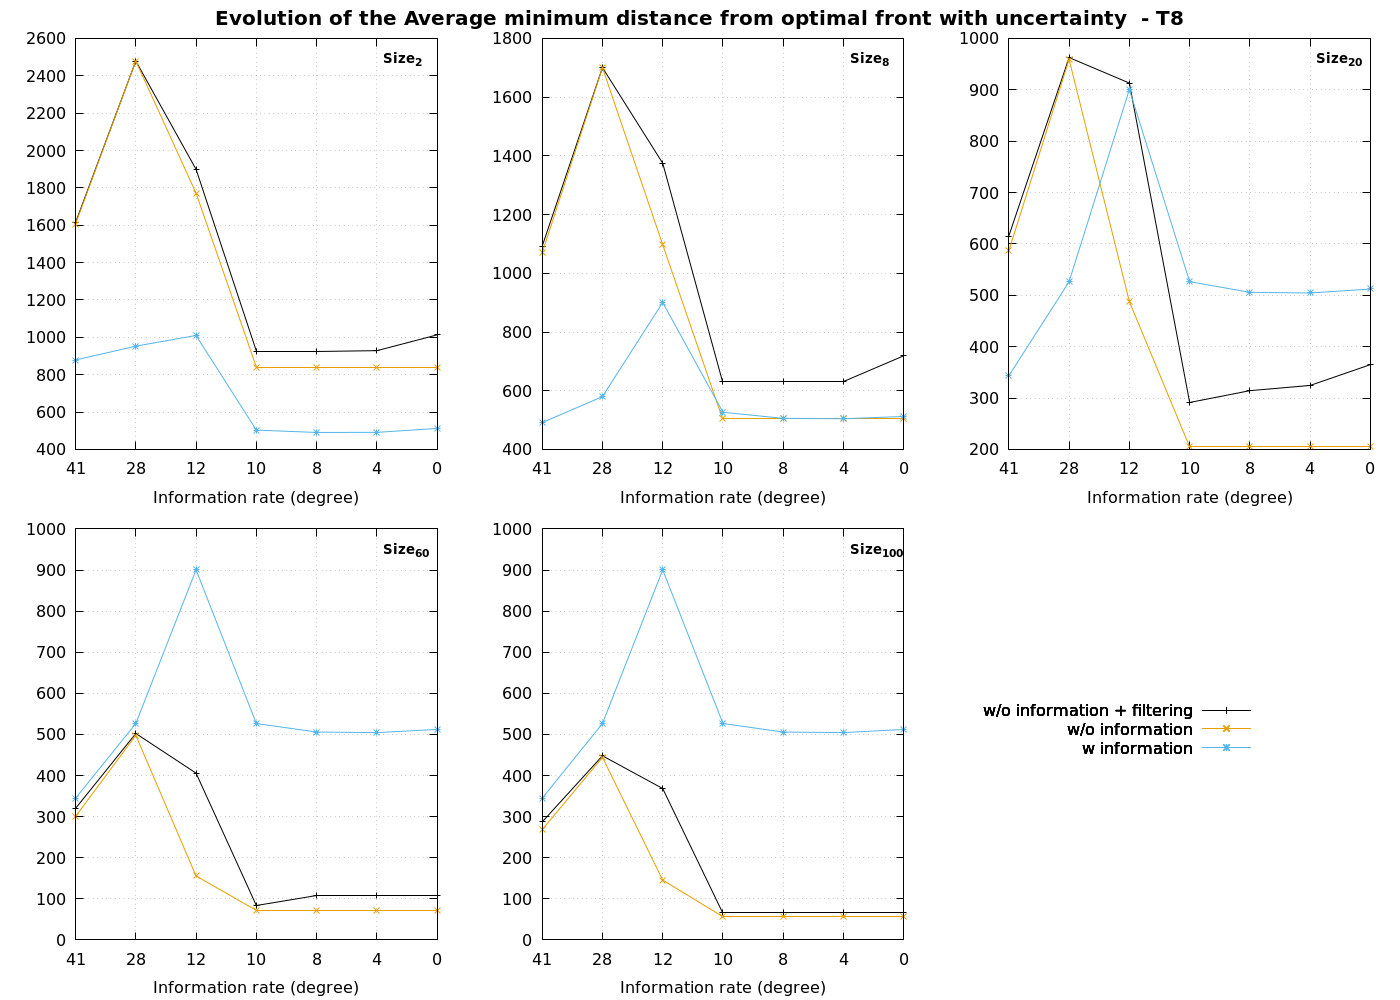 Evolution of the Average minimum distance from optimal front with uncertainty - T8
2600
2400
2200
2000
1800
1600
1400
1200
1000
800
600
400
Size2
41 28 12 10 8 4 0
Information rate (degree)
1800
1600
1400
1200
1000
800
600
400
Size8
41 28 12 10 8 4 0
Information rate (degree)
1000
900
800
700
600
500
400
300
200
Size20
41 28 12 10 8 4 0
Information rate (degree)
1000
900
800
700
600
500
400
300
200
100
0
Size60
41 28 12 10 8 4 0
Information rate (degree)
1000
900
800
700
600
500
400
300
200
100
0
Size100
41 28 12 10 8 4 0
Information rate (degree)
w/o information + filtering
w/o information
w information